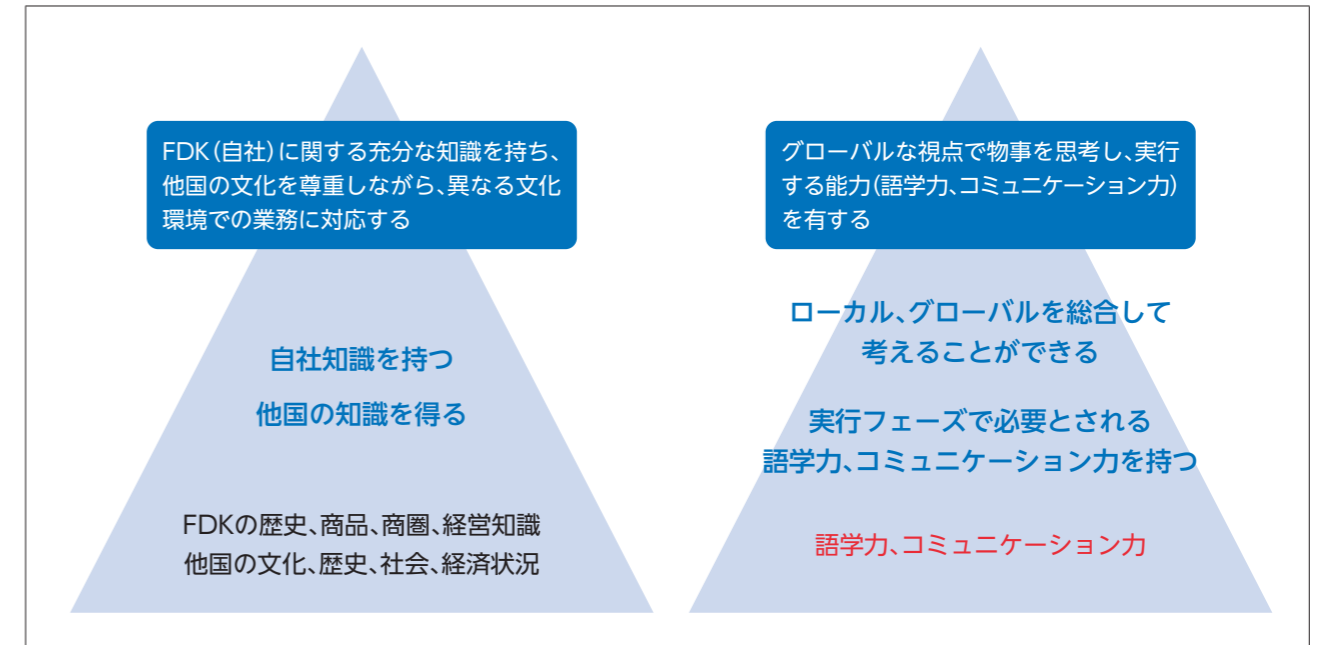 FDK（自社）に関する充分な知識を持ち、
他国の文化を尊重しながら、異なる文化
環境での業務に対応する
自社知識を持つ
他国の知識を得る
FDKの歴史、商品、商圏、経営知識
他国の文化、歴史、社会、経済状況
グローバルな視点で物事を思考し、実行
する能力（語学力、コミュニケーション力）
を有する
ローカル、グローバルを総合して
考えることができる
実行フェーズで必要とされる
語学力、コミュニケーション力を持つ
語学力、コミュニケーション力